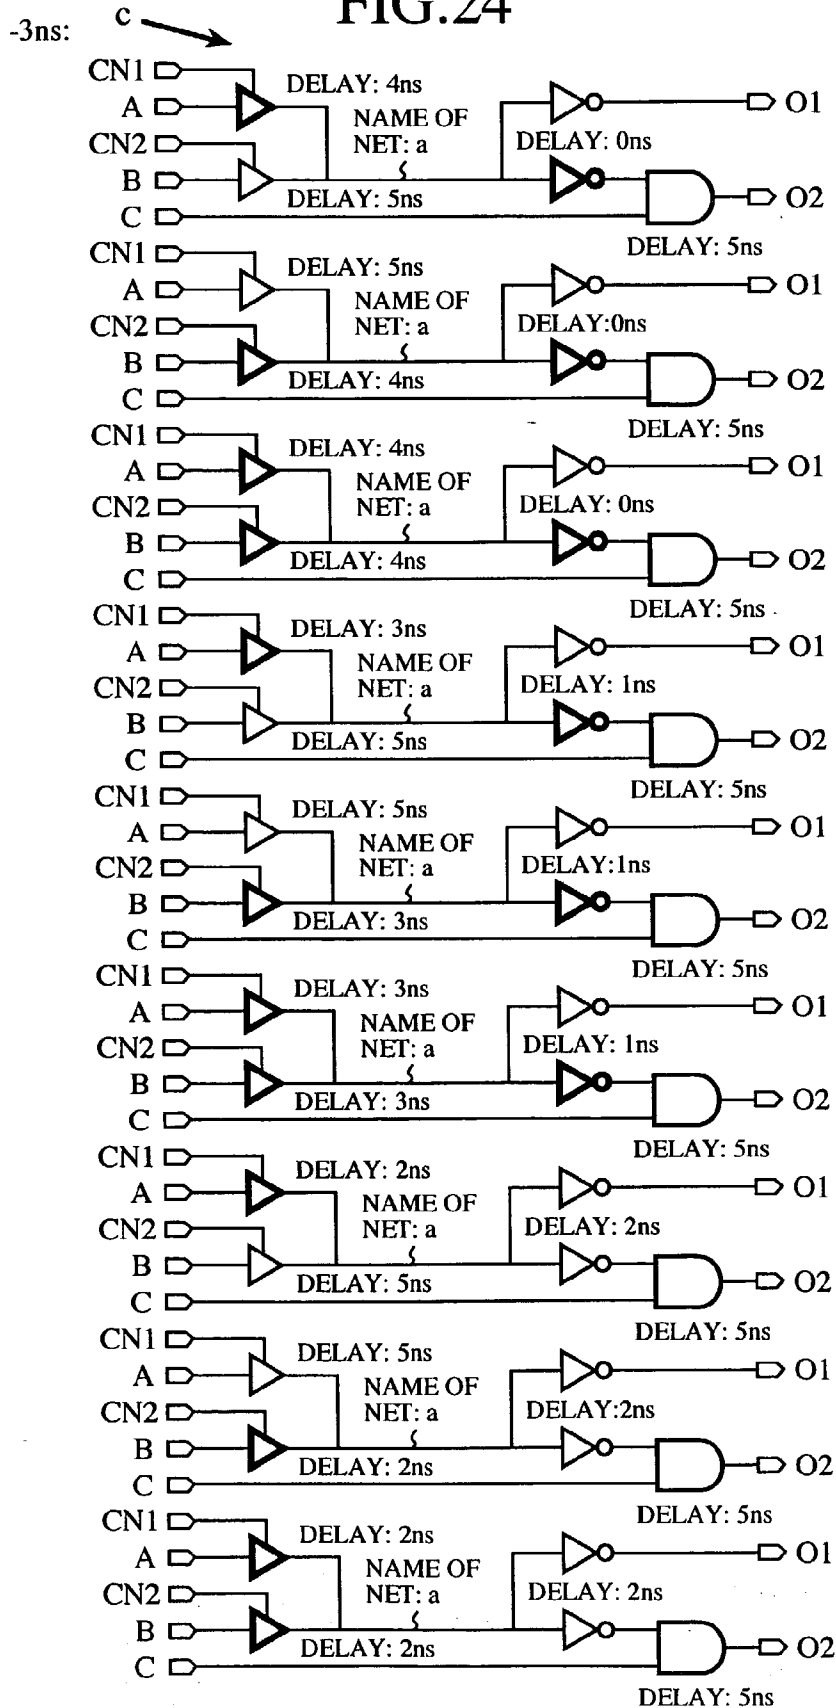 FIG.24
-3ns: c
CN1 DELAY: 4ns
A O1
NAME OF
CN2 NET: a DELAY: 0ns
B DELAY: 5ns O2
C
DELAY: 5ns
CN1 DELAY: 5ns
A O1
NAME OF
CN2 NET: a DELAY:0ns
B DELAY: 4ns O2
C
DELAY: 5ns
CN1 DELAY: 4ns
A O1
NAME OF
CN2 NET: a DELAY: 0ns
B DELAY: 4ns O2
C
DELAY: 5ns
CN1 DELAY: 3ns
A O1
NAME OF
CN2 NET: a DELAY: 1ns
B DELAY: 5ns O2
C
DELAY: 5ns
CN1 DELAY: 5ns
A O1
NAME OF
CN2 NET: a DELAY:1ns
B DELAY: 3ns O2
C
DELAY: 5ns
CN1 DELAY: 3ns
A O1
NAME OF
CN2 NET: a DELAY: 1ns
B DELAY: 3ns O2
C
DELAY: 5ns
CN1 DELAY: 2ns
A O1
NAME OF
CN2 NET: a DELAY: 2ns
B DELAY: 5ns O2
C
DELAY: 5ns
CN1 DELAY: 5ns
A O1
NAME OF
CN2 NET: a DELAY:2ns
B DELAY: 2ns O2
C
DELAY: 5ns
CN1 DELAY: 2ns
A O1
NAME OF
CN2 NET: a DELAY: 2ns
B DELAY: 2ns O2
C
DELAY: 5ns